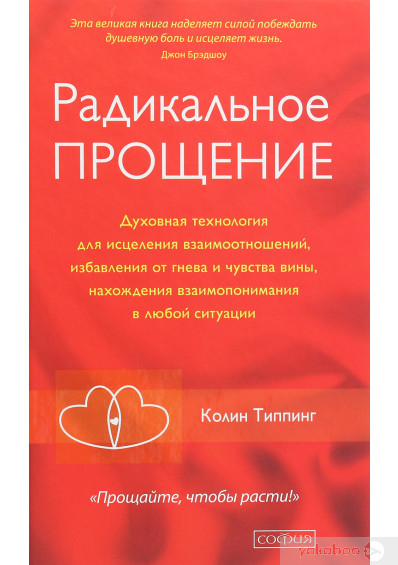 Эта великая книга наделяет силой побеждать
душевную боль и исцеляет жизнь.
Джон Брэдшоу
Радикальное
ПРОЩЕНИЕ
Духовная технология
для исцеления взаимоотношений,
избавления от гнева и чувства вины,
нахождения взаимопонимания
в любой ситуации
Колин Типпинг
«Прощайте, чтобы расти!»
СОФИЯ
yakaboo